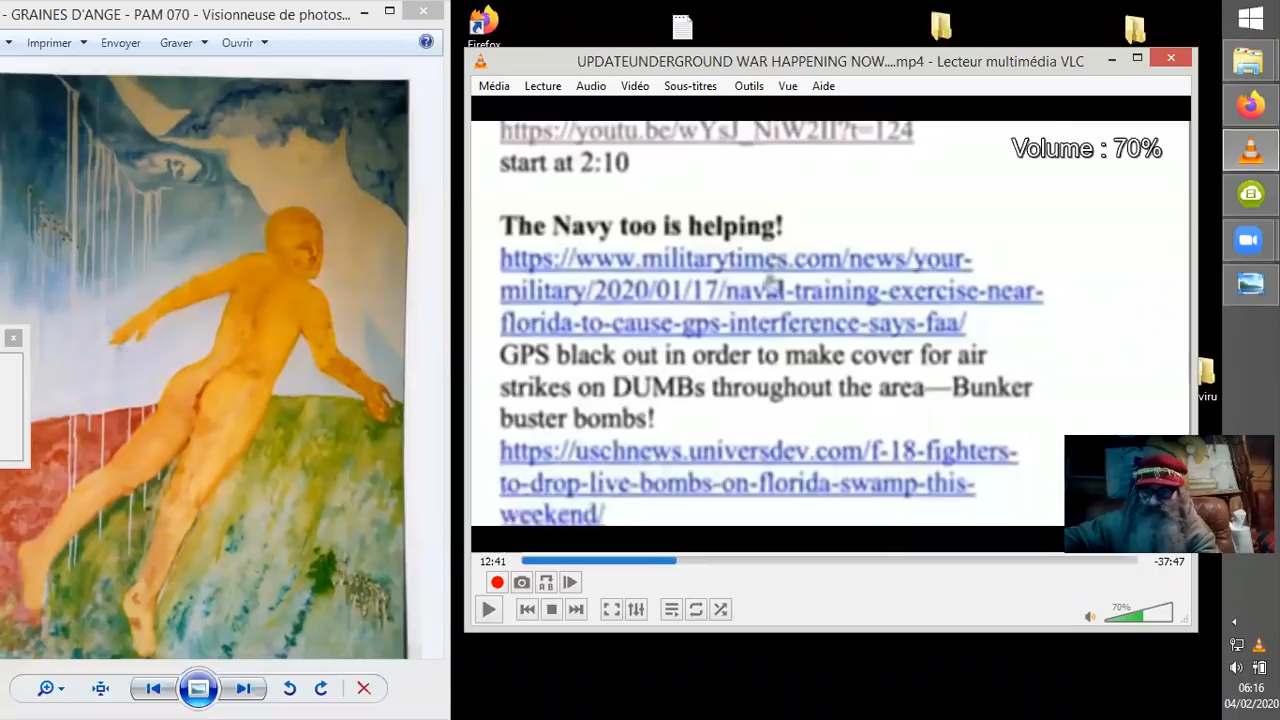 GRAINES D'ANGE - PAM 070 - Visionneuse de photos...
Imprimer Envoyer Graver Ouvrir
Firefox
UPDATEUNDERGROUND WAR HAPPENING NOW....mp4 - Lecteur multimédia VLC
Média Lecture Audio Vidéo Sous-titres Outils Vue Aide
https://youtu.be/wYsJ_NiW2II?t=124
Volume : 70%
start at 2:10
The Navy too is helping!
https://www.militarytimes.com/news/your-
military/2020/01/17/naval-training-exercise-near-
florida-to-cause-gps-interference-says-faa/
GPS black out in order to make cover for air
strikes on DUMBs throughout the area—Bunker
buster bombs!
https://uschnews.universdev.com/f-18-fighters-
to-drop-live-bombs-on-florida-swamp-this-
weekend/
viru
12:41
-37:47
70%
06:16
04/02/2020